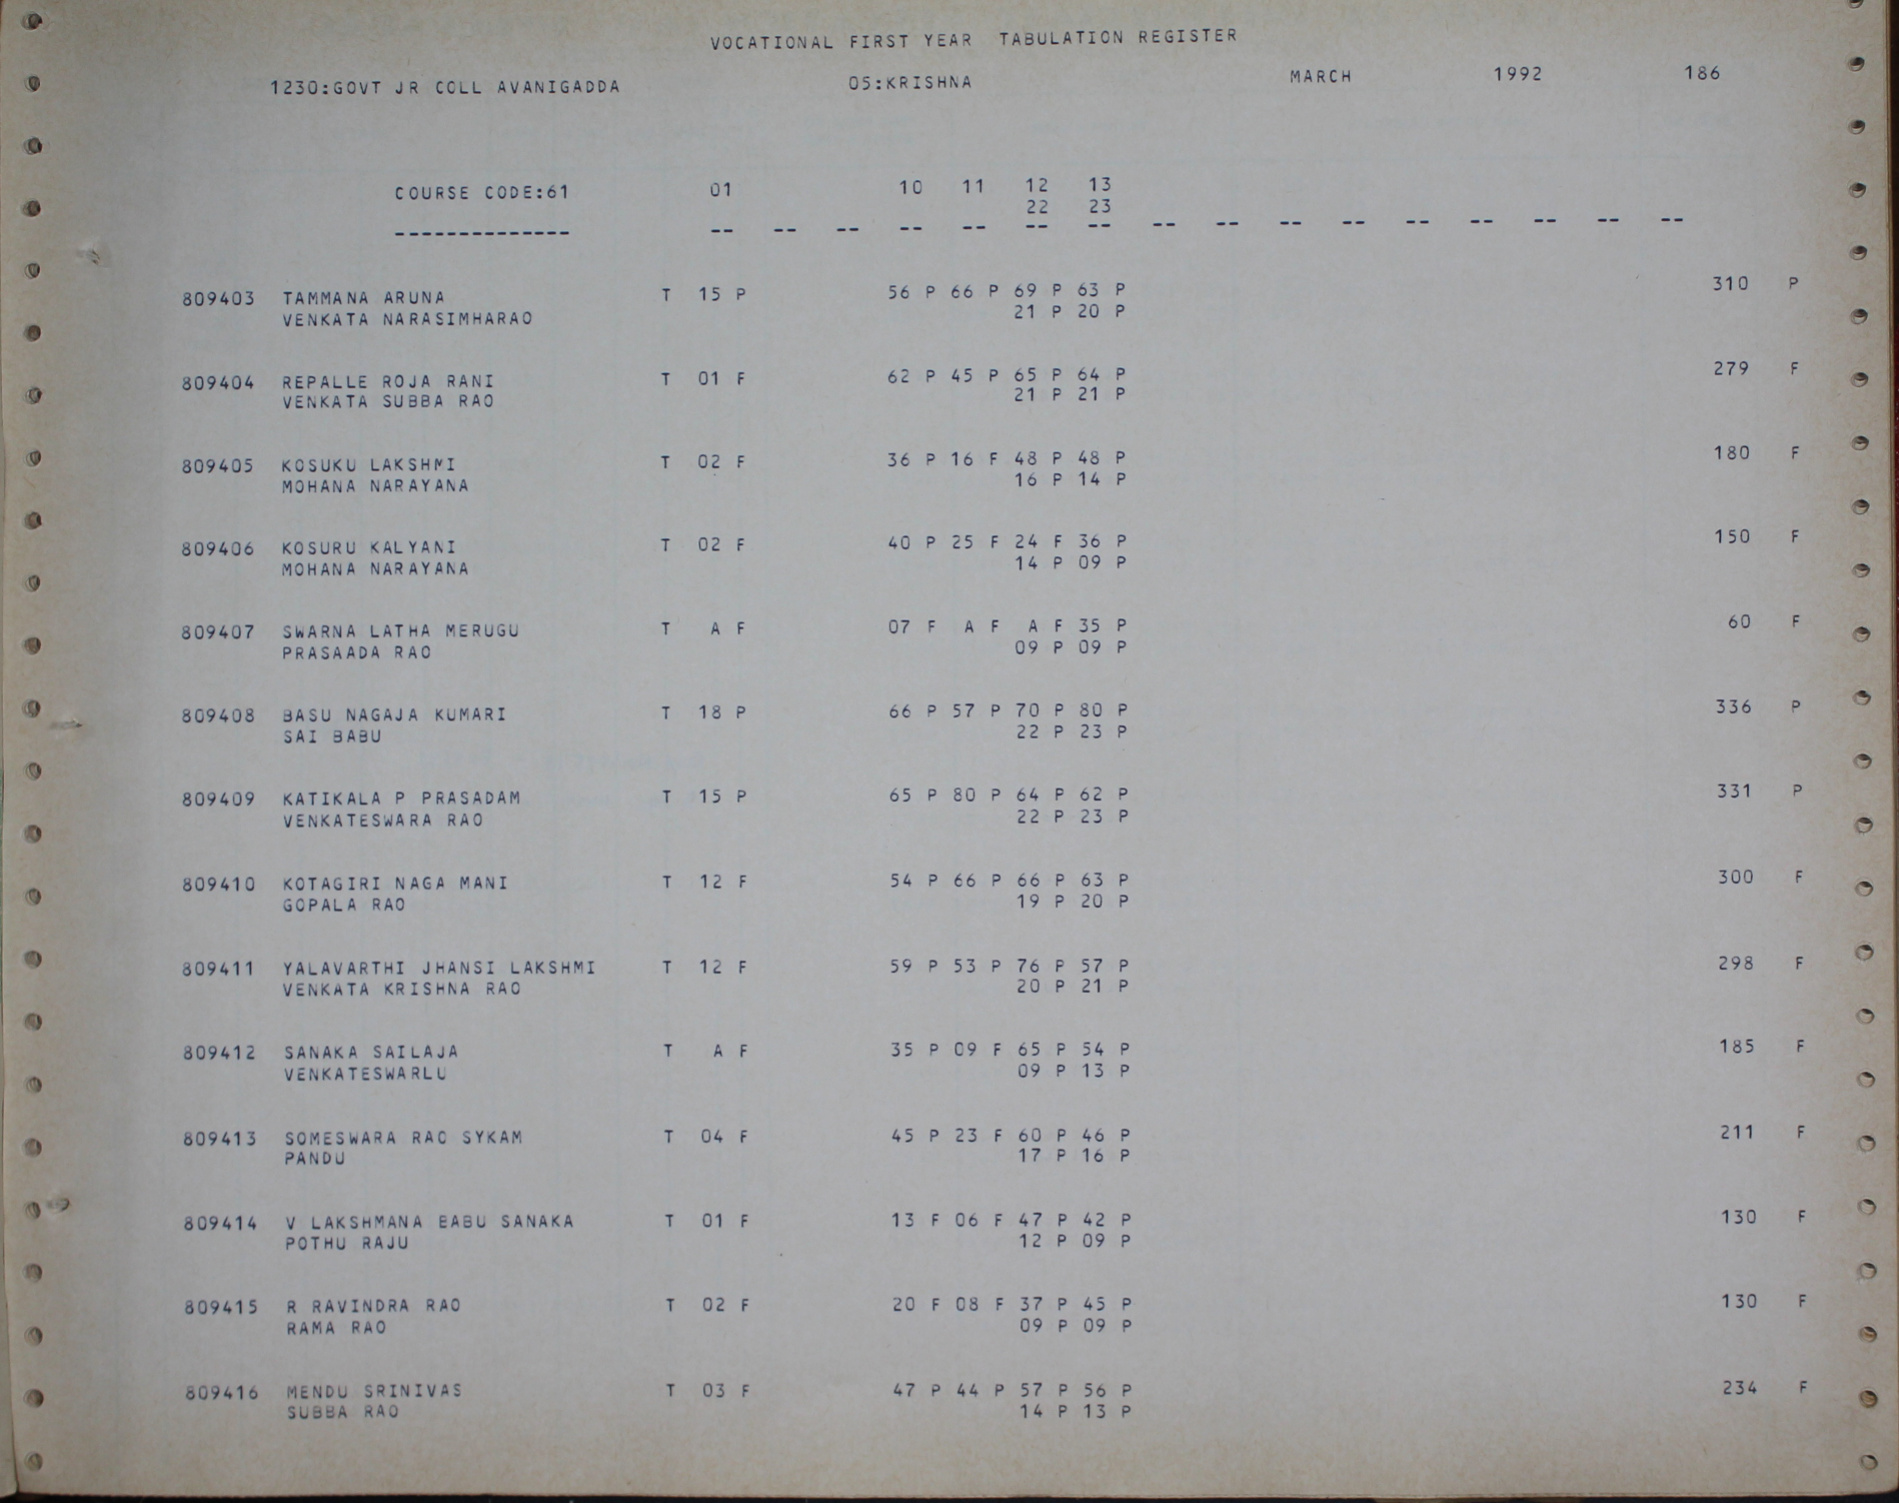 VOCATIONAL FIRST YEAR TABULATION REGISTER
1230:GOVT JR COLL AVANIGADDA 05:KRISHNA MARCH 1992 186
COURSE CODE:61 01 10 11 12 13
22 23
-------------- -- -- -- -- -- -- -- -- -- -- -- -- -- -- -- --
809403 TAMMANA ARUNA T 15 P 56 P 66 P 69 P 63 P 310 P
VENKATA NARASIMHARAO 21 P 20 P
809404 REPALLE ROJA RANI T 01 F 62 P 45 P 65 P 64 P 279 F
VENKATA SUBBA RAO 21 P 21 P
809405 KOSUKU LAKSHMI T 02 F 36 P 16 F 48 P 48 P 180 F
MOHANA NARAYANA 16 P 14 P
809406 KOSURU KALYANI T 02 F 40 P 25 F 24 F 36 P 150 F
MOHANA NARAYANA 14 P 09 P
809407 SWARNA LATHA MERUGU T A F 07 F A F A F 35 P 60 F
PRASAADA RAO 09 P 09 P
809408 BASU NAGAJA KUMARI T 18 P 66 P 57 P 70 P 80 P 336 P
SAI BABU 22 P 23 P
809409 KATIKALA P PRASADAM T 15 P 65 P 80 P 64 P 62 P 331 P
VENKATESWARA RAO 22 P 23 P
809410 KOTAGIRI NAGA MANI T 12 F 54 P 66 P 66 P 63 P 300 F
GOPALA RAO 19 P 20 P
809411 YALAVARTHI JHANSI LAKSHMI T 12 F 59 P 53 P 76 P 57 P 298 F
VENKATA KRISHNA RAO 20 P 21 P
809412 SANAKA SAILAJA T A F 35 P 09 F 65 P 54 P 185 F
VENKATESWARLU 09 P 13 P
809413 SOMESWARA RAO SYKAM T 04 F 45 P 23 F 60 P 46 P 211 F
PANDU 17 P 16 P
809414 V LAKSHMANA BABU SANAKA T 01 F 13 F 06 F 47 P 42 P 130 F
POTHU RAJU 12 P 09 P
809415 R RAVINDRA RAO T 02 F 20 F 08 F 37 P 45 P 130 F
RAMA RAO 09 P 09 P
809416 MENDU SRINIVAS T 03 F 47 P 44 P 57 P 56 P 234 F
SUBBA RAO 14 P 13 P